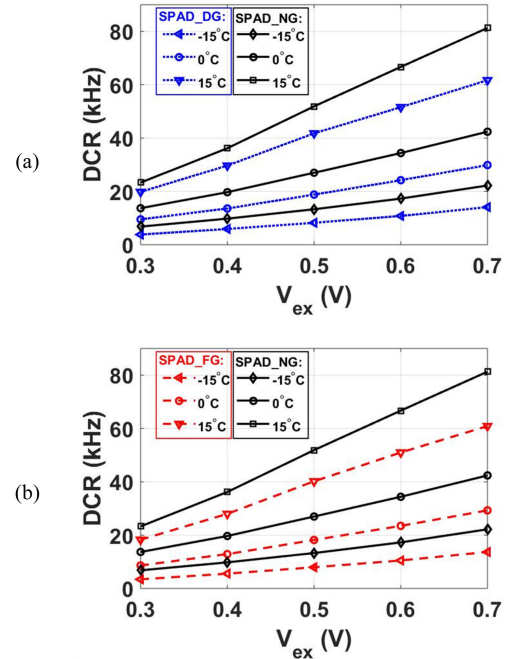 (a)
DCR (kHz)
80
60
40
20
0
SPAD_DG:
-15°C
0°C
15°C
SPAD_NG:
-15°C
0°C
15°C
0.3 0.4 0.5 0.6 0.7
V_ex (V)
(b)
DCR (kHz)
80
60
40
20
0
SPAD_FG:
-15°C
0°C
15°C
SPAD_NG:
-15°C
0°C
15°C
0.3 0.4 0.5 0.6 0.7
V_ex (V)